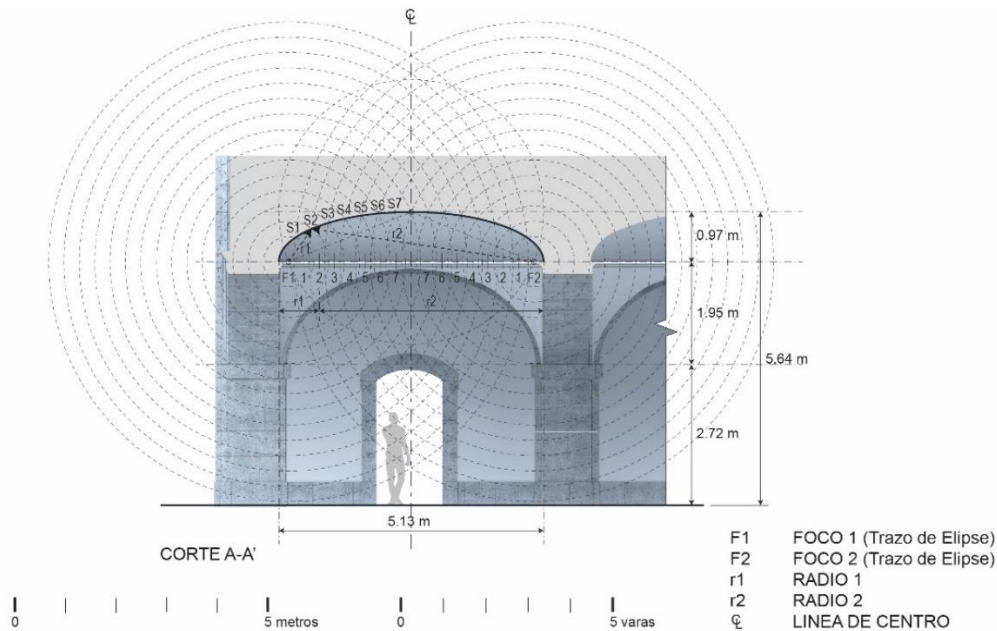 ℄
S1 S2 S3 S4 S5 S6 S7
r1 r2
0.97 m
F1 1 2 3 4 5 6 7 7 6 5 4 3 2 1 F2
r1 r2
1.95 m
5.64 m
2.72 m
5.13 m
CORTE A-A'
F1 FOCO 1 (Trazo de Elipse)
F2 FOCO 2 (Trazo de Elipse)
r1 RADIO 1
r2 RADIO 2
℄ LINEA DE CENTRO
0 5 metros 0 5 varas